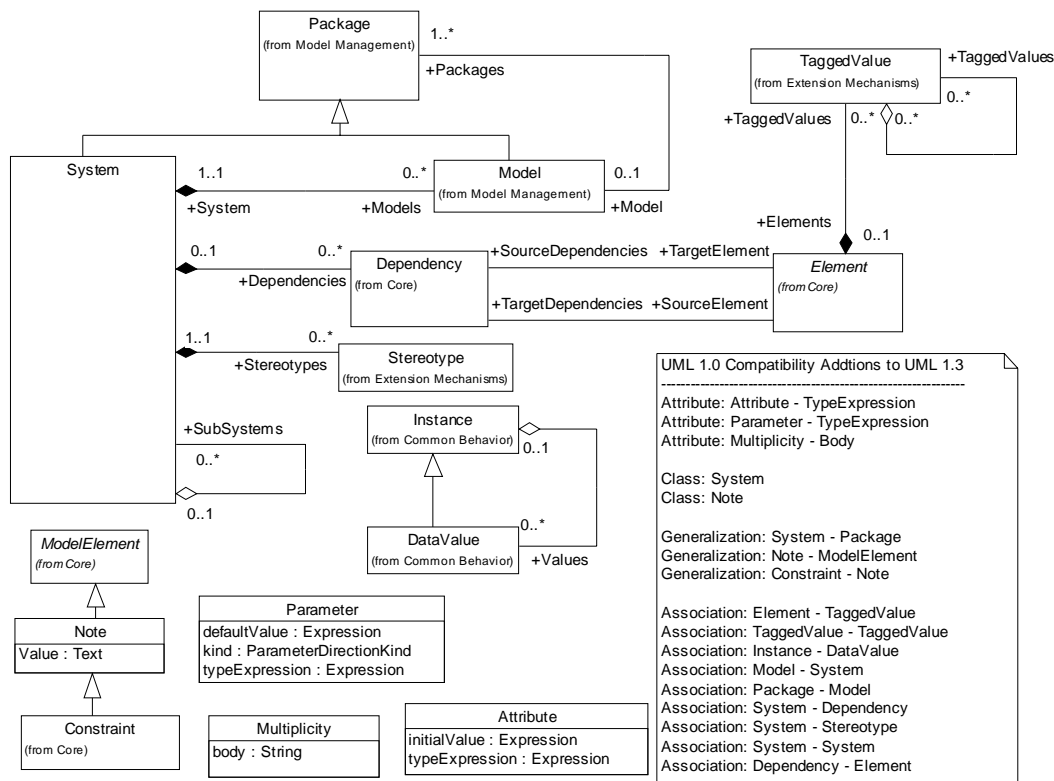 Package
(from Model Management)
1..*
+Packages
TaggedValue
(from Extension Mechanisms)
+TaggedValues
0..*
+TaggedValues
0..*
0..*
System
1..1
+System
0..*
+Models
Model
(from Model Management)
0..1
+Model
+Elements
0..1
0..1
0..*
+Dependencies
Dependency
(from Core)
+SourceDependencies
+TargetElement
+TargetDependencies
+SourceElement
Element
(from Core)
1..1
0..*
+Stereotypes
Stereotype
(from Extension Mechanisms)
+SubSystems
0..*
0..1
Instance
(from Common Behavior)
0..1
DataValue
(from Common Behavior)
0..*
+Values
ModelElement
(from Core)
Note
Value : Text
Constraint
(from Core)
Parameter
defaultValue : Expression
kind : ParameterDirectionKind
typeExpression : Expression
Multiplicity
body : String
Attribute
initialValue : Expression
typeExpression : Expression
UML 1.0 Compatibility Addtions to UML 1.3
--------------------------------------------------------------
Attribute: Attribute - TypeExpression
Attribute: Parameter - TypeExpression
Attribute: Multiplicity - Body
Class: System
Class: Note
Generalization: System - Package
Generalization: Note - ModelElement
Generalization: Constraint - Note
Association: Element - TaggedValue
Association: TaggedValue - TaggedValue
Association: Instance - DataValue
Association: Model - System
Association: Package - Model
Association: System - Dependency
Association: System - Stereotype
Association: System - System
Association: Dependency - Element